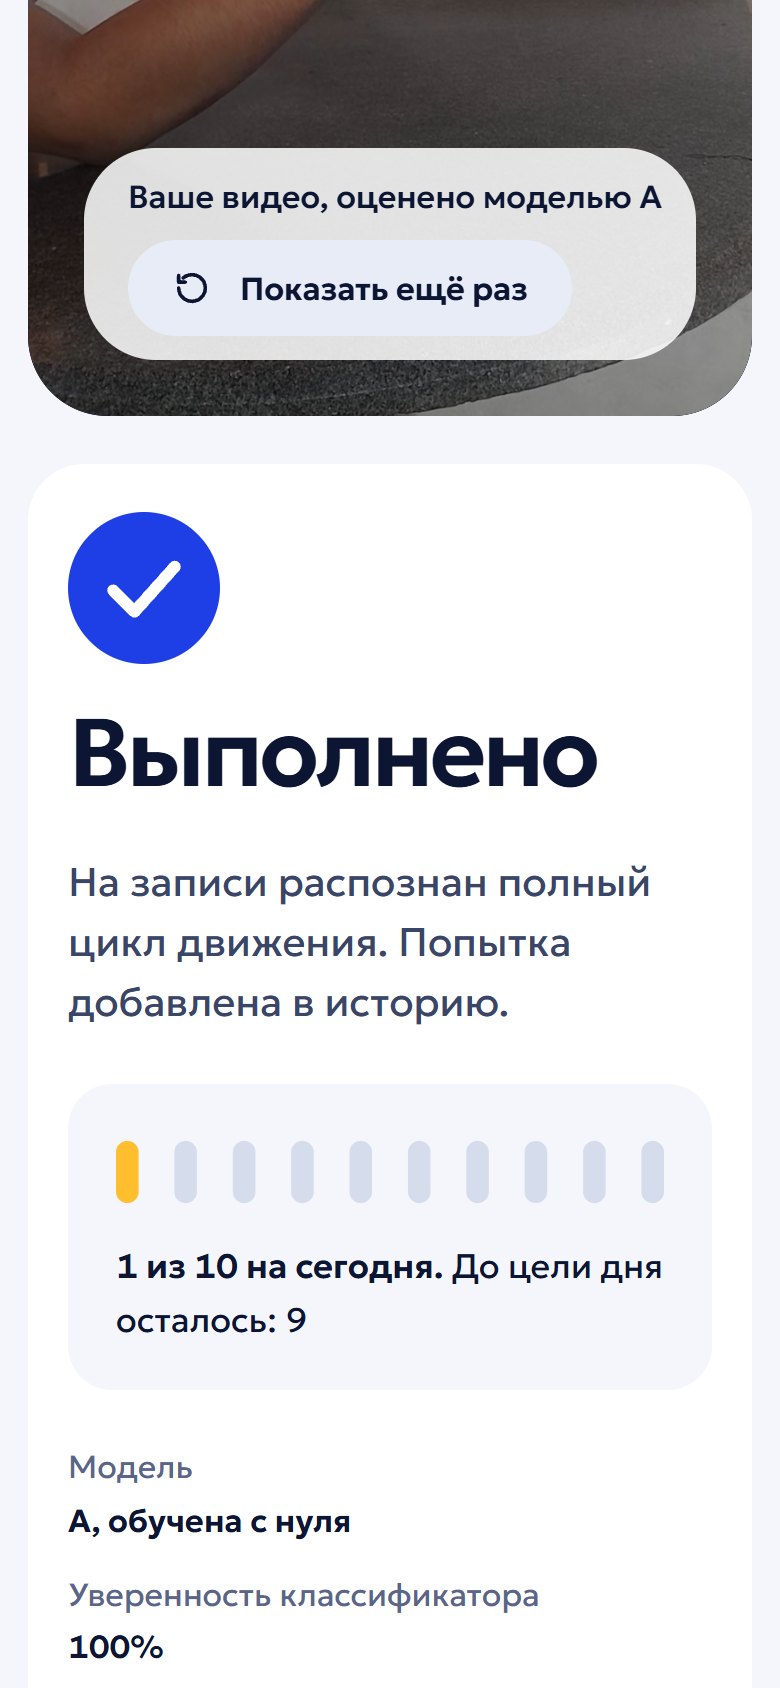 Ваше видео, оценено моделью А
Показать ещё раз
Выполнено
На записи распознан полный
цикл движения. Попытка
добавлена в историю.
1 из 10 на сегодня. До цели дня
осталось: 9
Модель
А, обучена с нуля
Уверенность классификатора
100%